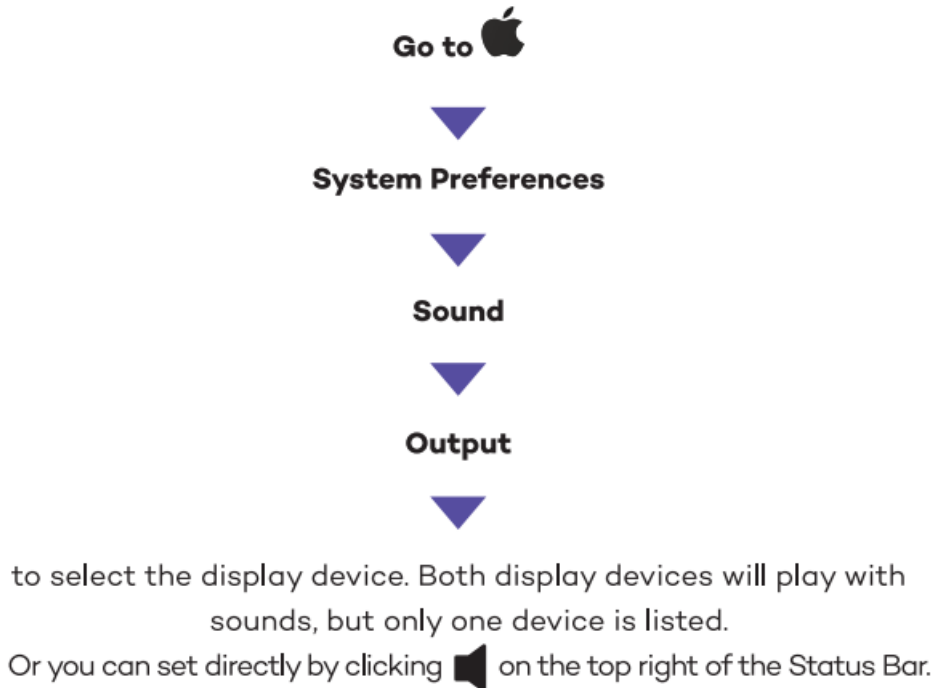 Go to
System Preferences
Sound
Output
to select the display device. Both display devices will play with
sounds, but only one device is listed.
Or you can set directly by clicking on the top right of the Status Bar.